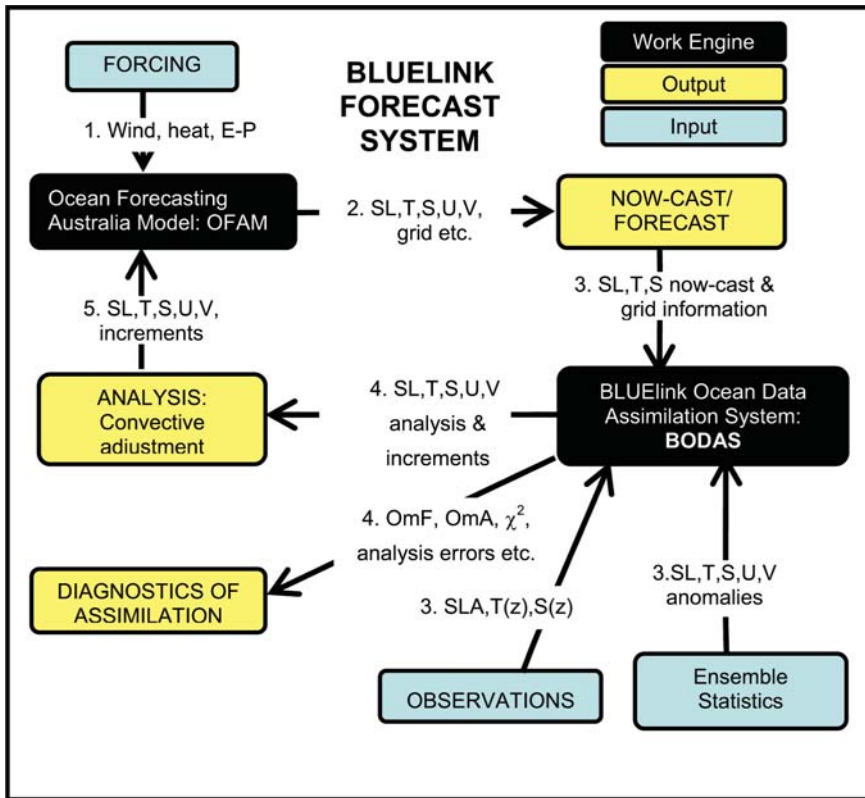 FORCING
BLUELINK
FORECAST
SYSTEM
Work Engine
Output
Input
1. Wind, heat, E-P
Ocean Forecasting
Australia Model: OFAM
2. SL,T,S,U,V,
grid etc.
NOW-CAST/
FORECAST
3. SL,T,S now-cast &
grid information
5. SL,T,S,U,V,
increments
ANALYSIS:
Convective
adiustment
4. SL,T,S,U,V
analysis &
increments
BLUElink Ocean Data
Assimilation System:
BODAS
4. OmF, OmA, χ²,
analysis errors etc.
DIAGNOSTICS OF
ASSIMILATION
3. SLA,T(z),S(z)
3.SL,T,S,U,V
anomalies
OBSERVATIONS
Ensemble
Statistics